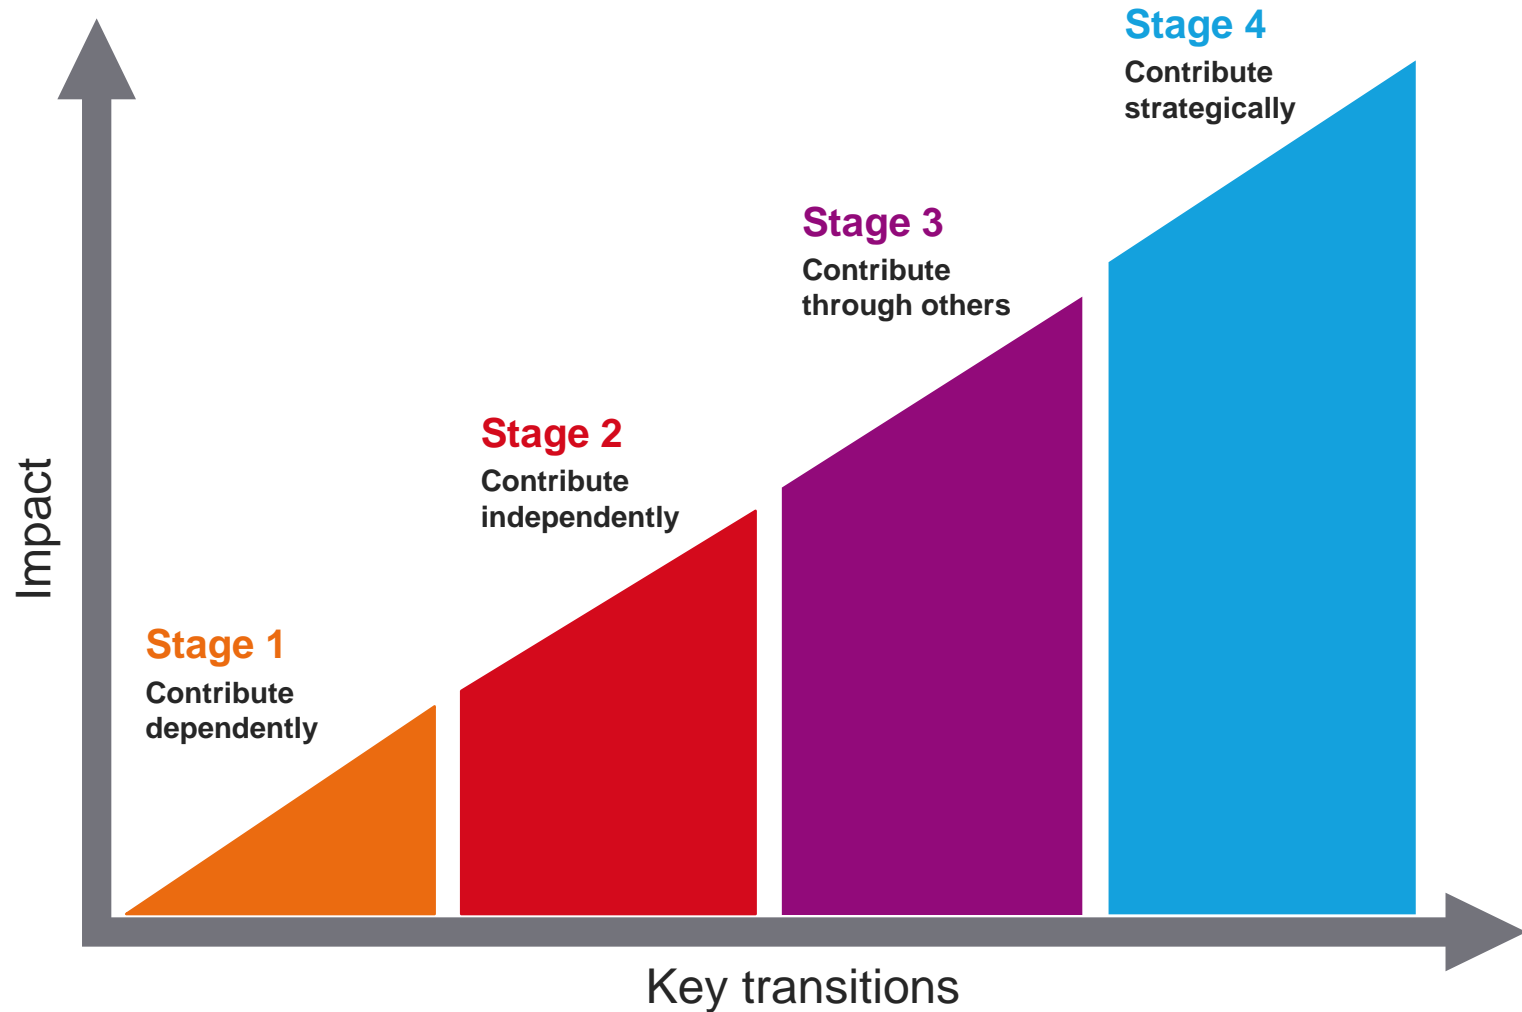 Stage 4
Contribute
strategically
Stage 3
Contribute
through others
Stage 2
Contribute
independently
Stage 1
Contribute
dependently
Impact
Key transitions